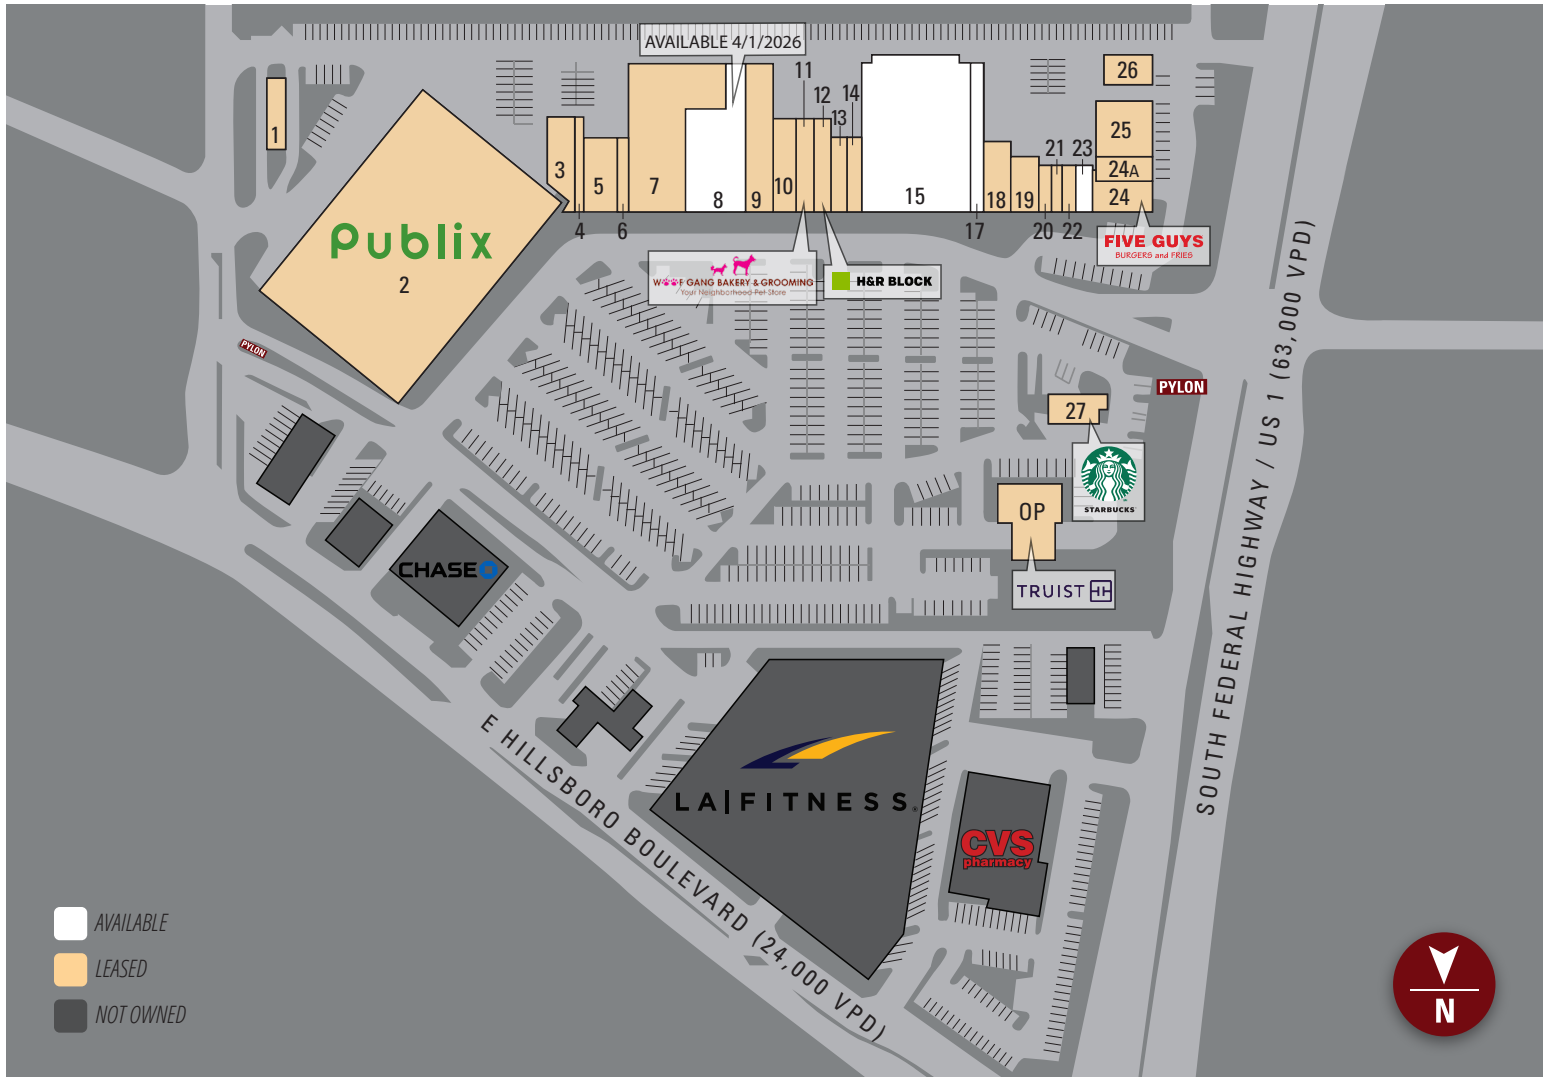 AVAILABLE 4/1/2026
1
Publix
2
3
4
5
6
7
8
9
10
11
12
13
14
15
17
18
19
20
21
22
23
24
24A
25
26
FIVE GUYS
BURGERS and FRIES
WOOF GANG BAKERY & GROOMING
Your Neighborhood Pet Store
H&R BLOCK
PYLON
PYLON
27
STARBUCKS
OP
TRUIST
CHASE
LA|FITNESS®
CVS
pharmacy
E HILLSBORO BOULEVARD (24,000 VPD)
SOUTH FEDERAL HIGHWAY / US 1 (63,000 VPD)
AVAILABLE
LEASED
NOT OWNED
N